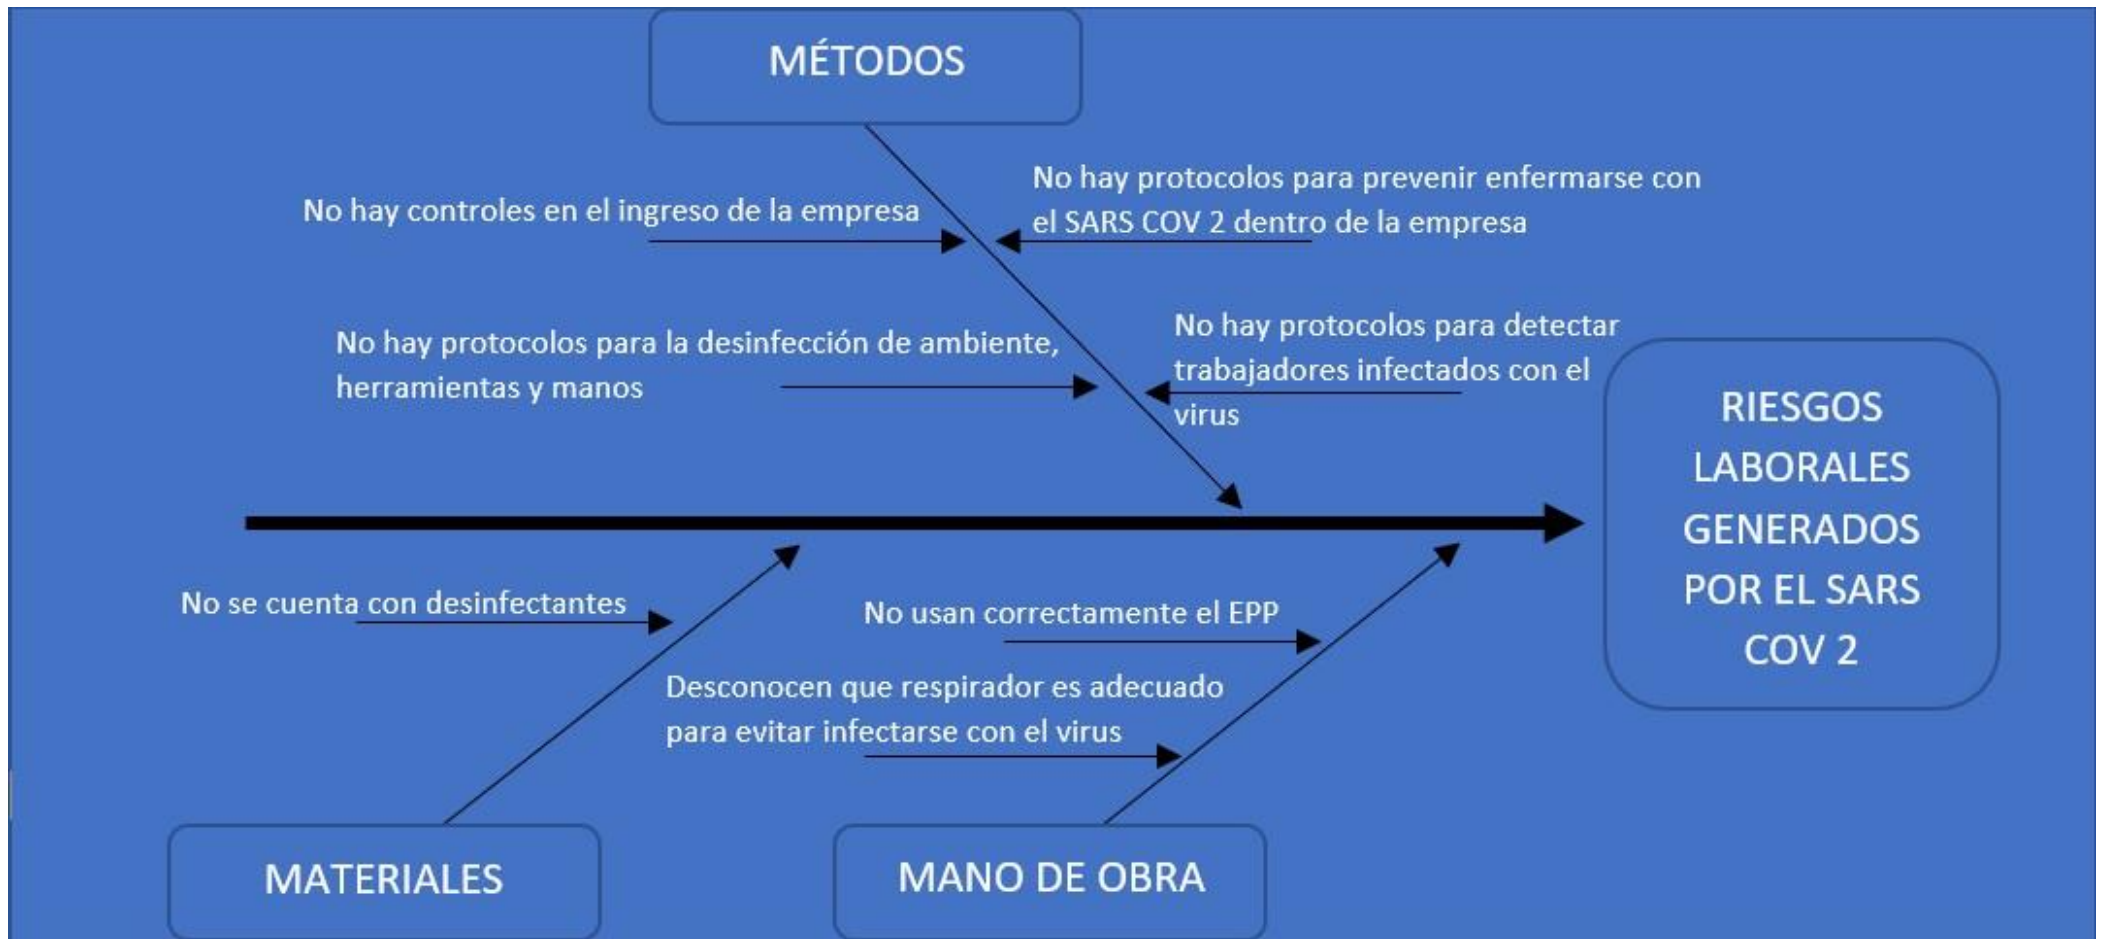 MÉTODOS
No hay controles en el ingreso de la empresa
No hay protocolos para prevenir enfermarse con
el SARS COV 2 dentro de la empresa
No hay protocolos para la desinfección de ambiente,
herramientas y manos
No hay protocolos para detectar
trabajadores infectados con el
virus
RIESGOS
LABORALES
GENERADOS
POR EL SARS
COV 2
No se cuenta con desinfectantes
No usan correctamente el EPP
Desconocen que respirador es adecuado
para evitar infectarse con el virus
MATERIALES
MANO DE OBRA